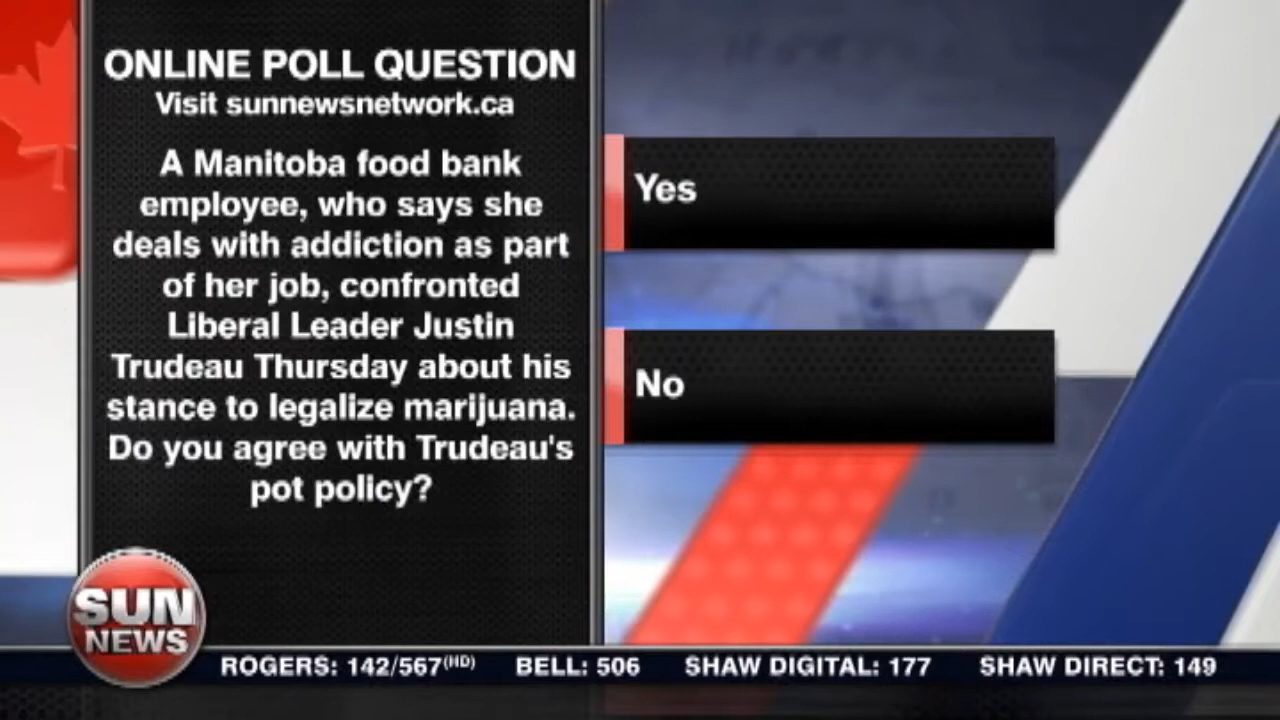 ONLINE POLL QUESTION
Visit sunnewsnetwork.ca
A Manitoba food bank
employee, who says she
deals with addiction as part
of her job, confronted
Liberal Leader Justin
Trudeau Thursday about his
stance to legalize marijuana.
Do you agree with Trudeau's
pot policy?
Yes
No
SUN
NEWS
ROGERS: 142/567(HD) BELL: 506 SHAW DIGITAL: 177 SHAW DIRECT: 149